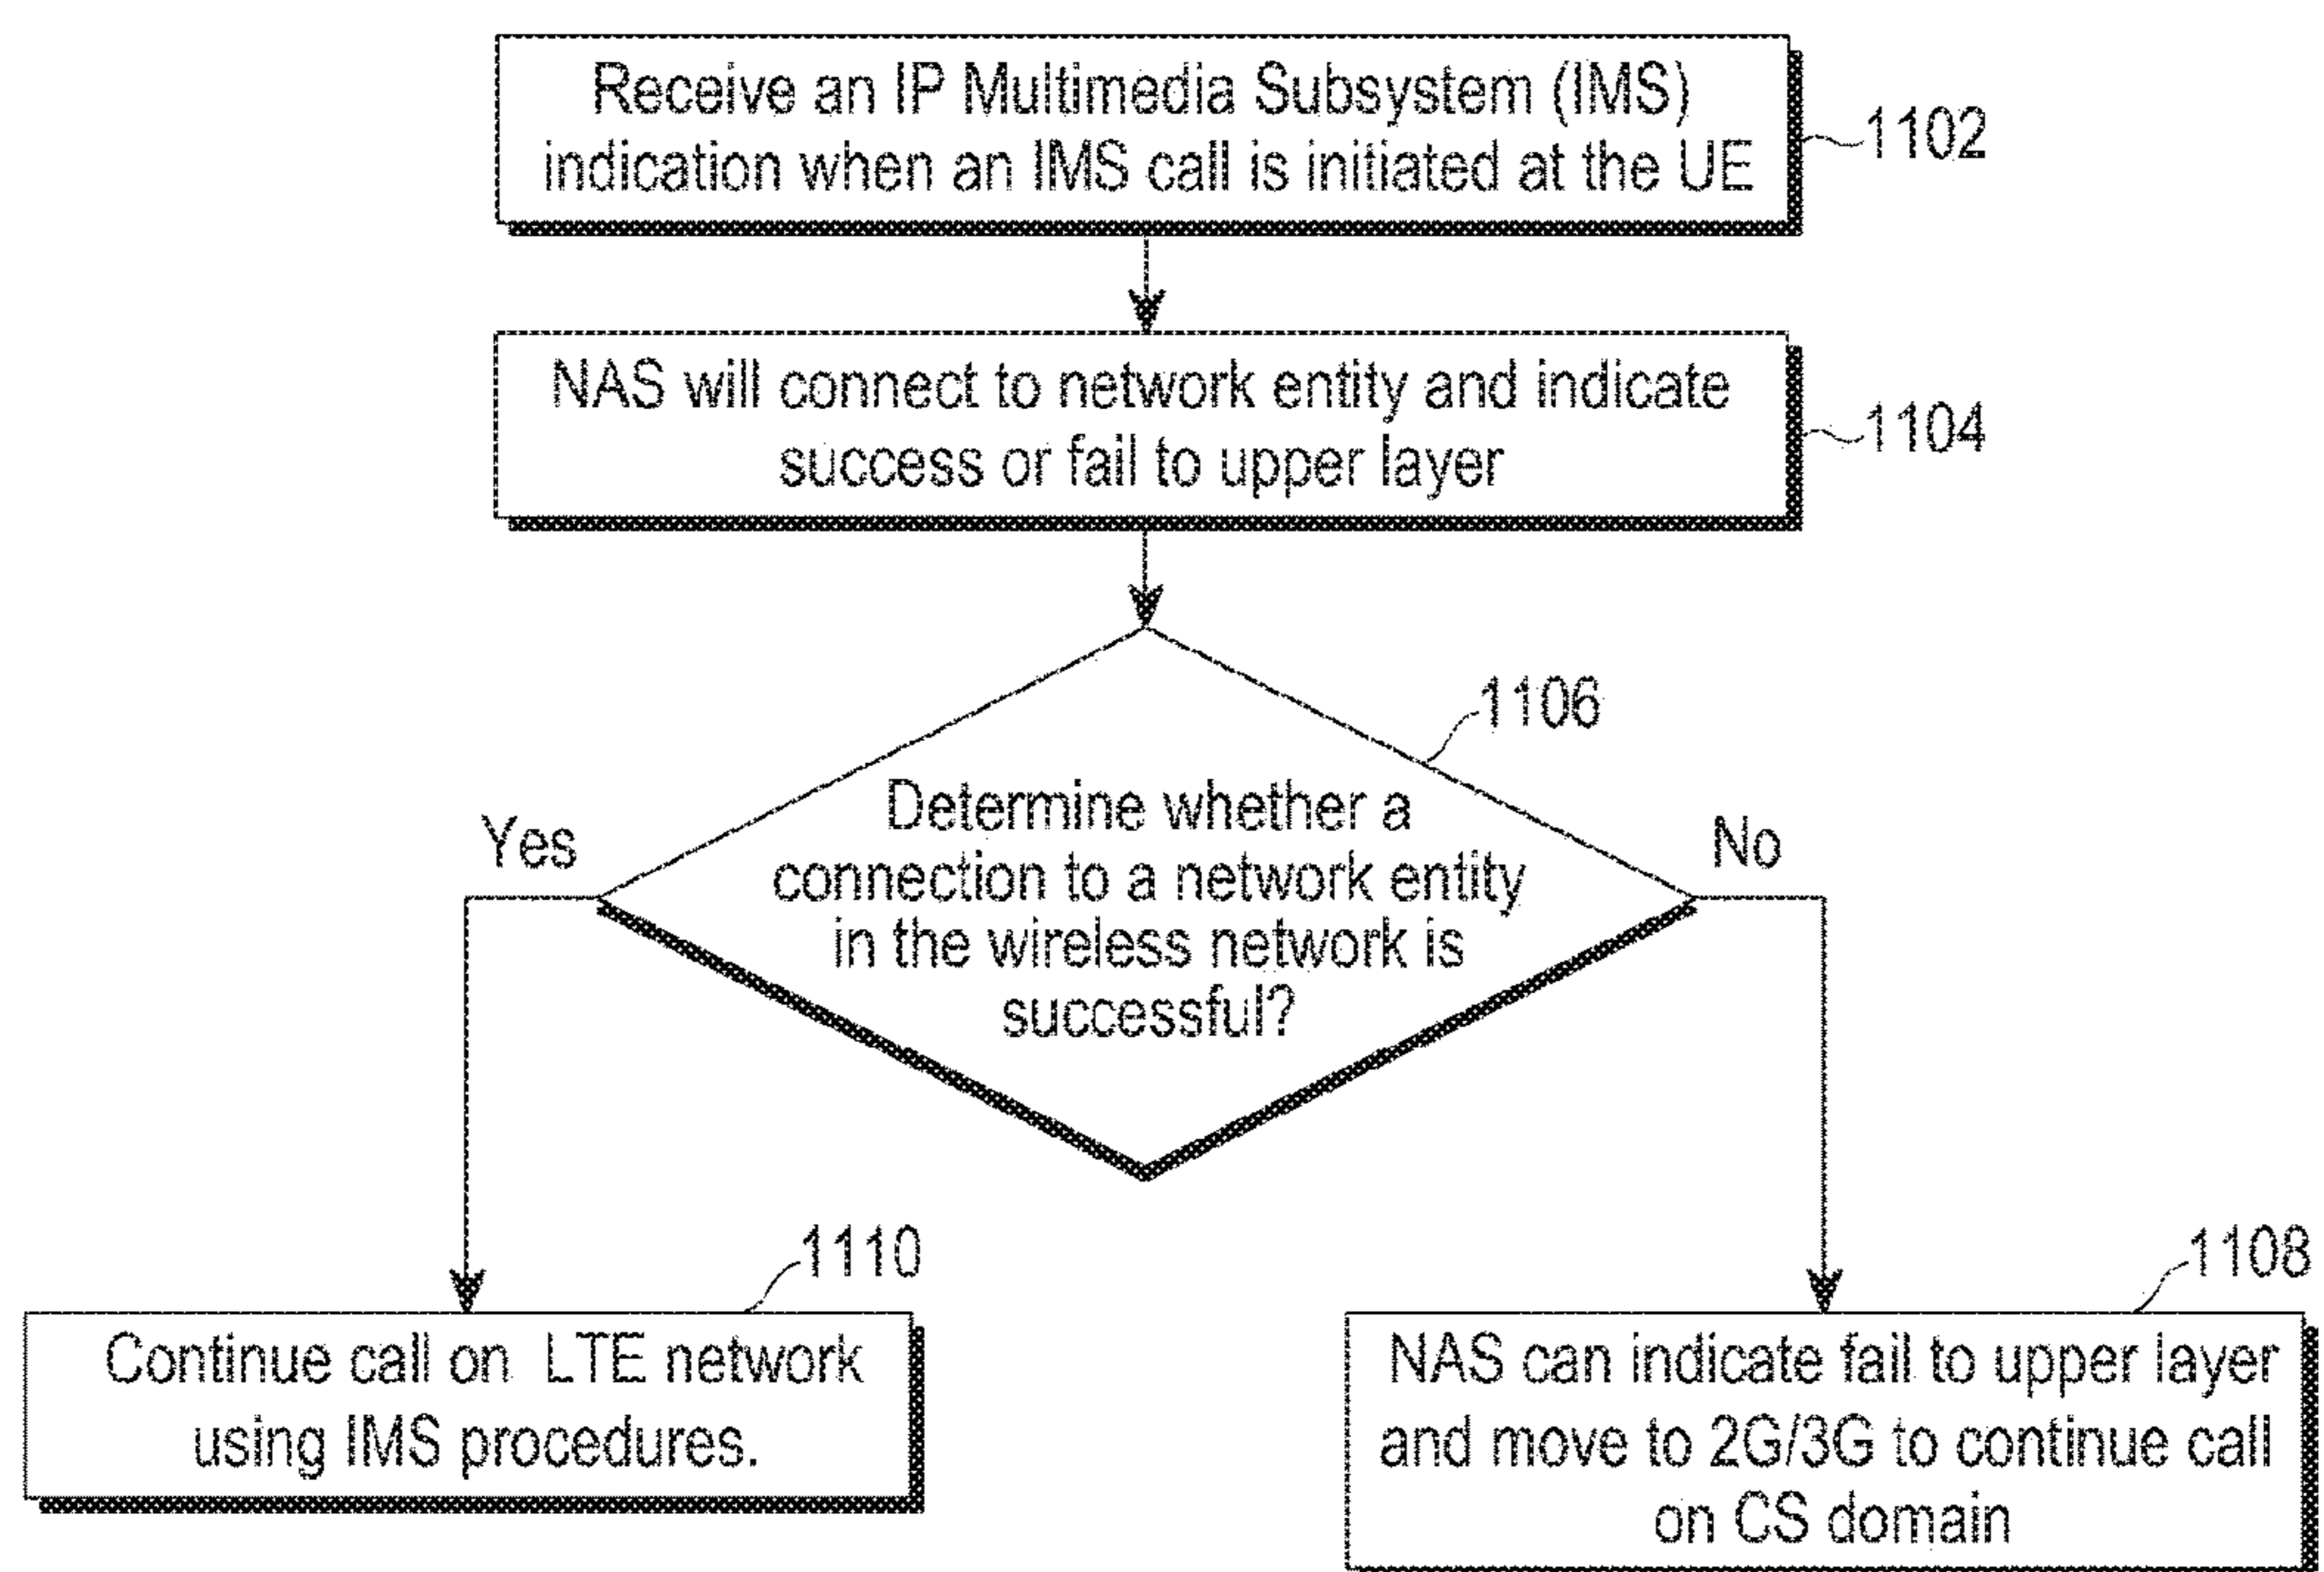 Receive an IP Multimedia Subsystem (IMS)
indication when an IMS call is initiated at the UE
1102
NAS will connect to network entity and indicate
success or fail to upper layer
1104
1106
Determine whether a
connection to a network entity
in the wireless network is
successful?
Yes
No
1110
Continue call on LTE network
using IMS procedures.
1108
NAS can indicate fail to upper layer
and move to 2G/3G to continue call
on CS domain